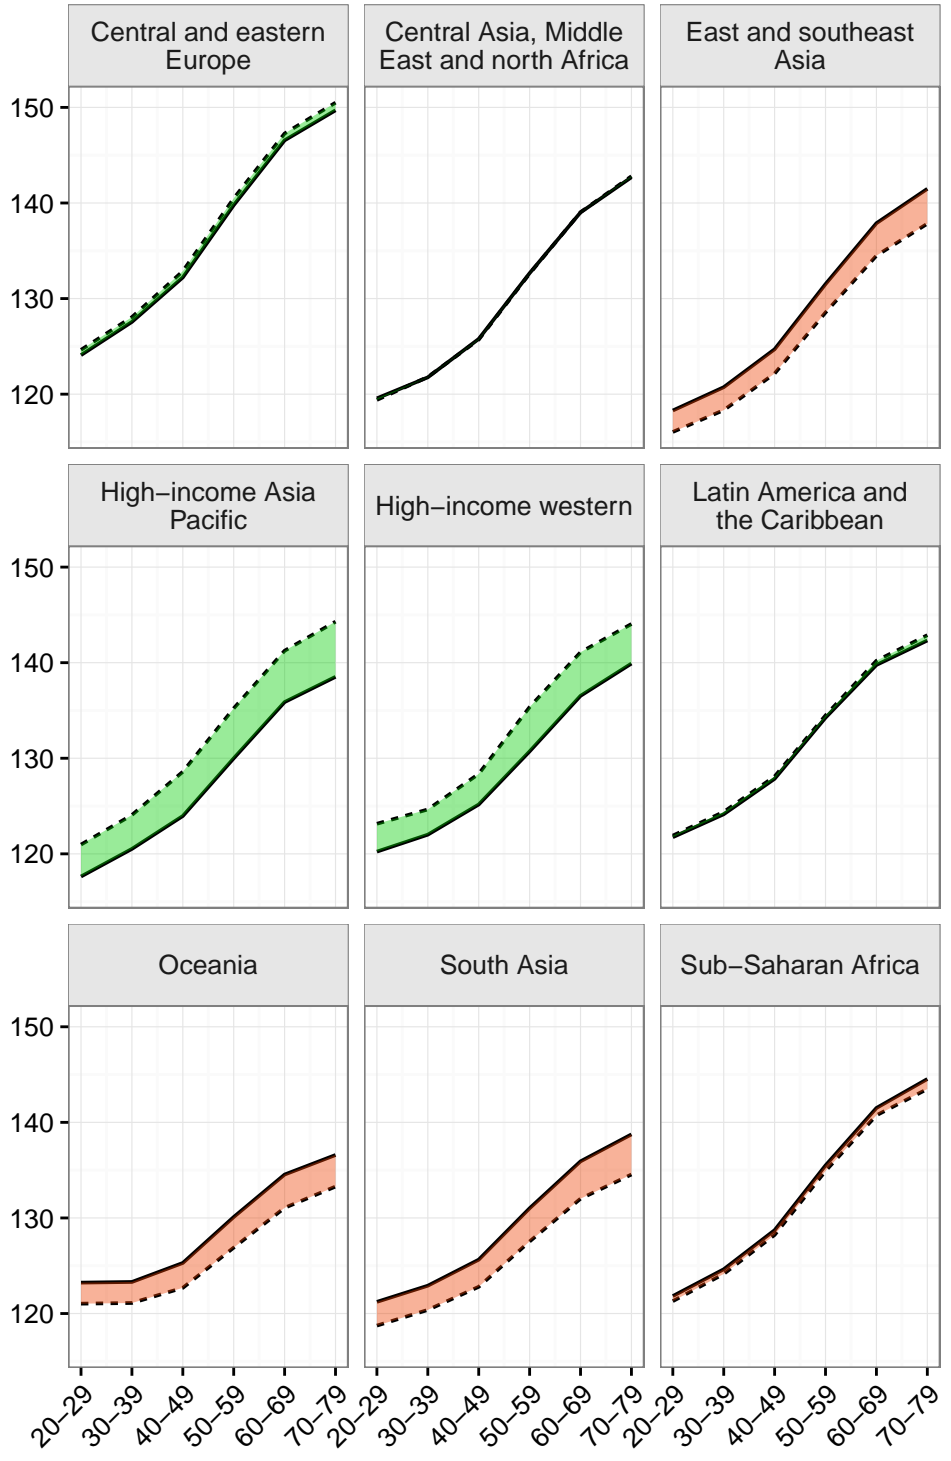 Central and eastern
Europe
Central Asia, Middle
East and north Africa
East and southeast
Asia
150
140
130
120
High−income Asia
Pacific
High−income western
Latin America and
the Caribbean
150
140
130
120
Oceania
South Asia
Sub−Saharan Africa
150
140
130
120
20−29
30−39
40−49
50−59
60−69
70−79
20−29
30−39
40−49
50−59
60−69
70−79
20−29
30−39
40−49
50−59
60−69
70−79